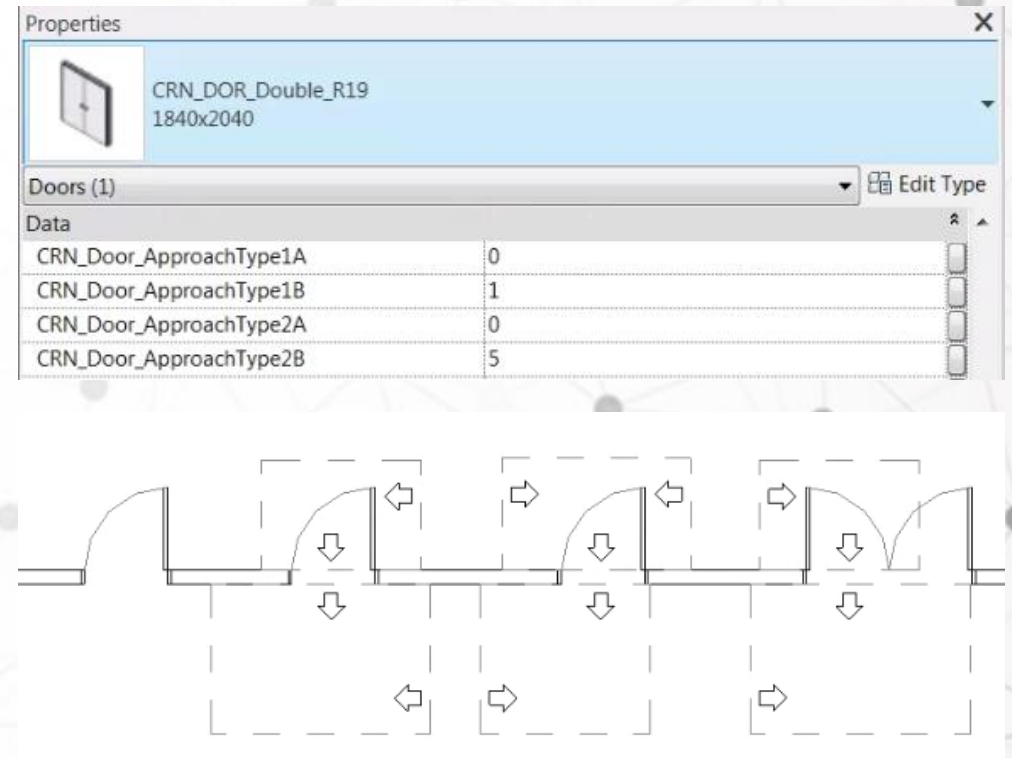 Properties
CRN_DOR_Double_R19
1840x2040
Doors (1)
Edit Type
Data
CRN_Door_ApproachType1A 0
CRN_Door_ApproachType1B 1
CRN_Door_ApproachType2A 0
CRN_Door_ApproachType2B 5